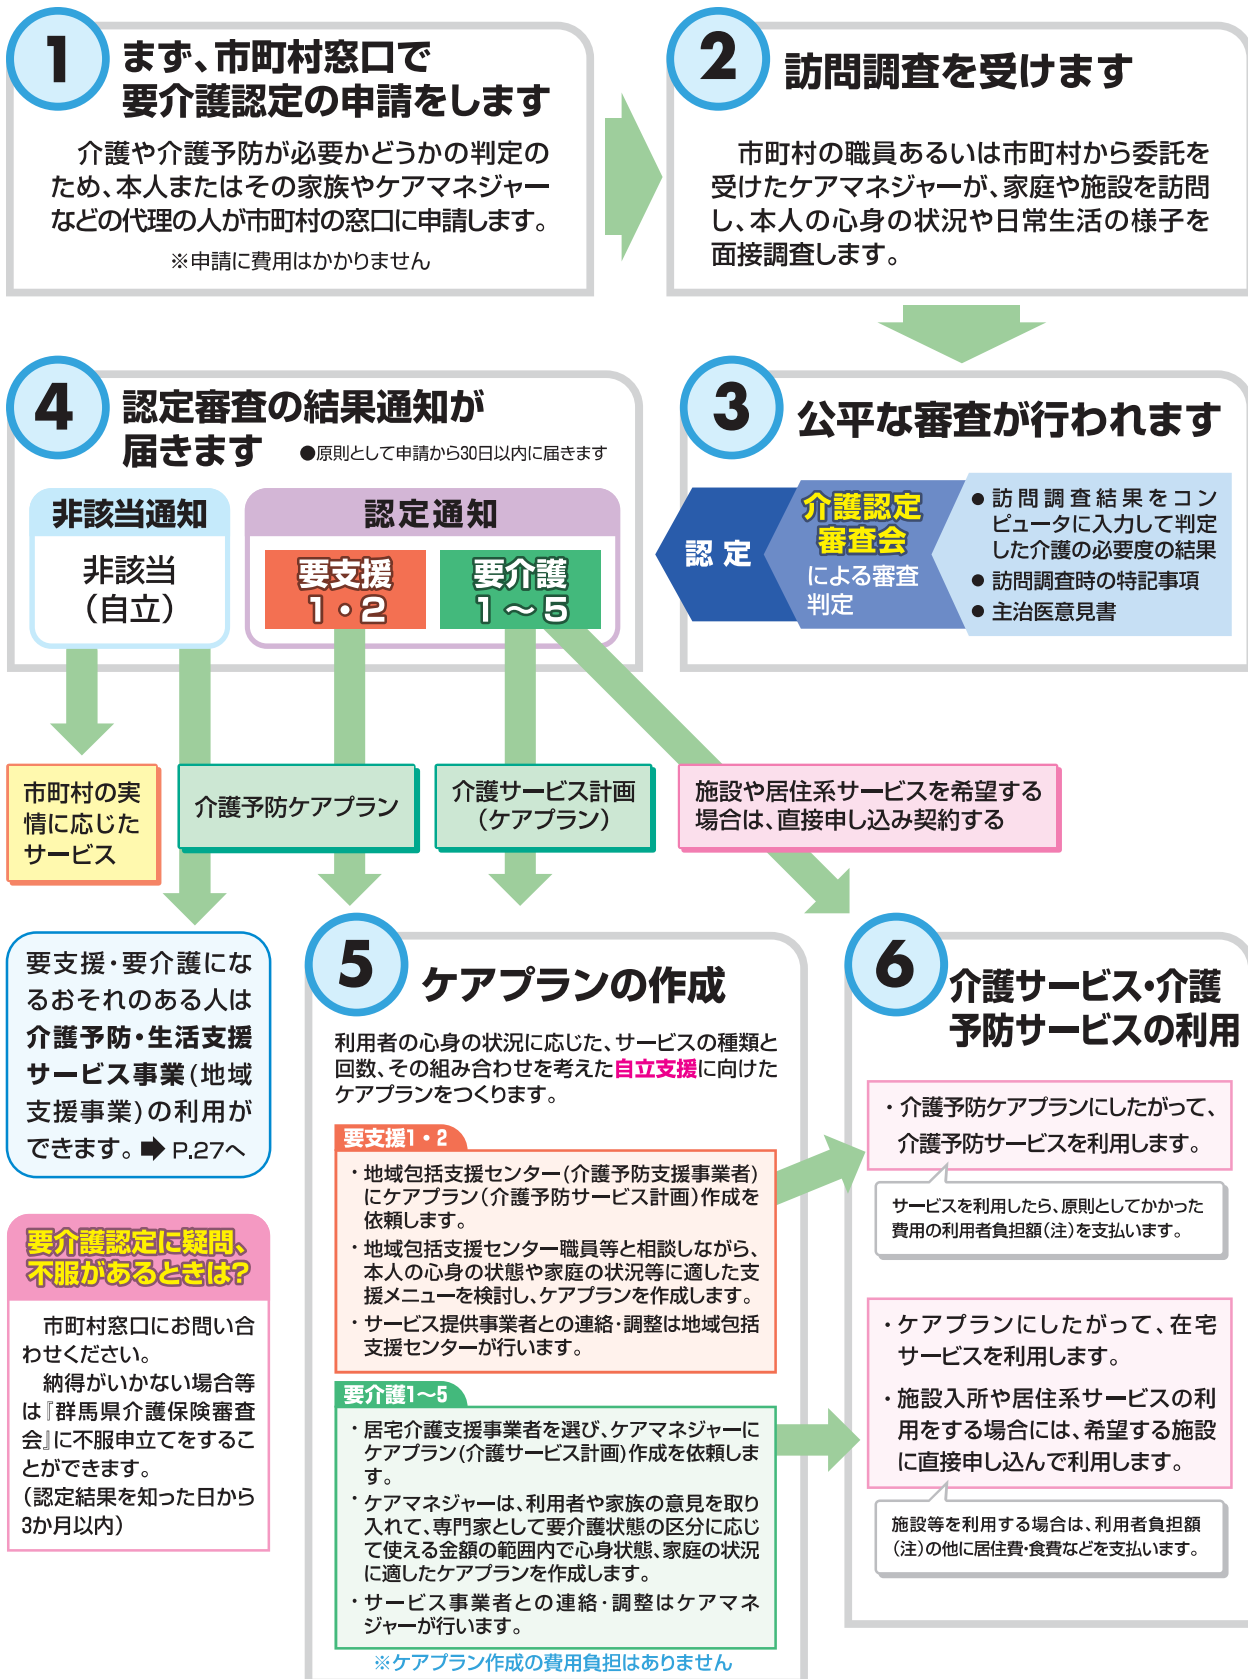 1
まず、市町村窓口で
要介護認定の申請をします
介護や介護予防が必要かどうかの判定の
ため、本人またはその家族やケアマネジャー
などの代理の人が市町村の窓口に申請します。
※申請に費用はかかりません
2
訪問調査を受けます
市町村の職員あるいは市町村から委託を
受けたケアマネジャーが、家庭や施設を訪問
し、本人の心身の状況や日常生活の様子を
面接調査します。
3
公平な審査が行われます
認定
介護認定
審査会
による審査
判定
● 訪問調査結果をコン
ピュータに入力して判定
した介護の必要度の結果
● 訪問調査時の特記事項
● 主治医意見書
4
認定審査の結果通知が
届きます
●原則として申請から30日以内に届きます
非該当通知
非該当
（自立）
認定通知
要支援
1・2
要介護
1～5
市町村の実
情に応じた
サービス
介護予防ケアプラン
介護サービス計画
（ケアプラン）
施設や居住系サービスを希望する
場合は、直接申し込み契約する
要支援・要介護にな
るおそれのある人は
介護予防・生活支援
サービス事業(地域
支援事業)の利用が
できます。➡ P.27へ
要介護認定に疑問、
不服があるときは?
市町村窓口にお問い合
わせください。
納得がいかない場合等
は『群馬県介護保険審査
会』に不服申立てをするこ
とができます。
（認定結果を知った日から
3か月以内）
5
ケアプランの作成
利用者の心身の状況に応じた、サービスの種類と
回数、その組み合わせを考えた自立支援に向けた
ケアプランをつくります。
要支援1・2
・地域包括支援センター(介護予防支援事業者)
にケアプラン(介護予防サービス計画)作成を
依頼します。
・地域包括支援センター職員等と相談しながら、
本人の心身の状態や家庭の状況等に適した支
援メニューを検討し、ケアプランを作成します。
・サービス提供事業者との連絡・調整は地域包括
支援センターが行います。
要介護1～5
・居宅介護支援事業者を選び、ケアマネジャーに
ケアプラン(介護サービス計画)作成を依頼しま
す。
・ケアマネジャーは、利用者や家族の意見を取り
入れて、専門家として要介護状態の区分に応じ
て使える金額の範囲内で心身状態、家庭の状況
に適したケアプランを作成します。
・サービス事業者との連絡・調整はケアマネ
ジャーが行います。
※ケアプラン作成の費用負担はありません
6
介護サービス・介護
予防サービスの利用
・介護予防ケアプランにしたがって、
介護予防サービスを利用します。
サービスを利用したら、原則としてかかった
費用の利用者負担額(注)を支払います。
・ケアプランにしたがって、在宅
サービスを利用します。
・施設入所や居住系サービスの利
用をする場合には、希望する施設
に直接申し込んで利用します。
施設等を利用する場合は、利用者負担額
(注)の他に居住費・食費などを支払います。